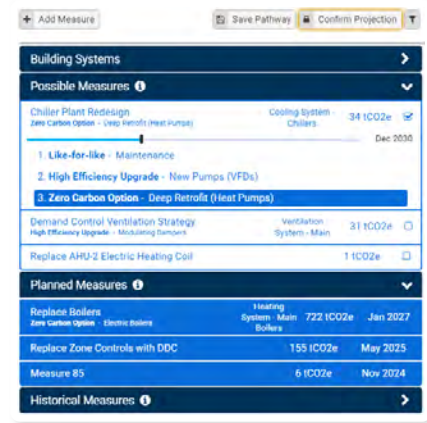 + Add Measure
Save Pathway
Confirm Projection
Building Systems
Possible Measures
Chiller Plant Redesign
Zero Carbon Option - Deep Retrofit (Heat Pumps)
Cooling System -
Chillers
34 tCO2e
Dec 2030
1. Like-for-like - Maintenance
2. High Efficiency Upgrade - New Pumps (VFDs)
3. Zero Carbon Option - Deep Retrofit (Heat Pumps)
Demand Control Ventilation Strategy
High Efficiency Upgrade - Modulating Dampers
Ventilation
System - Main
31 tCO2e
Replace AHU-2 Electric Heating Coil
1 tCO2e
Planned Measures
Replace Boilers
Zero Carbon Option - Electric Boilers
Heating
System - Main
Boilers
722 tCO2e
Jan 2027
Replace Zone Controls with DDC
155 tCO2e
May 2025
Measure 85
6 tCO2e
Nov 2024
Historical Measures